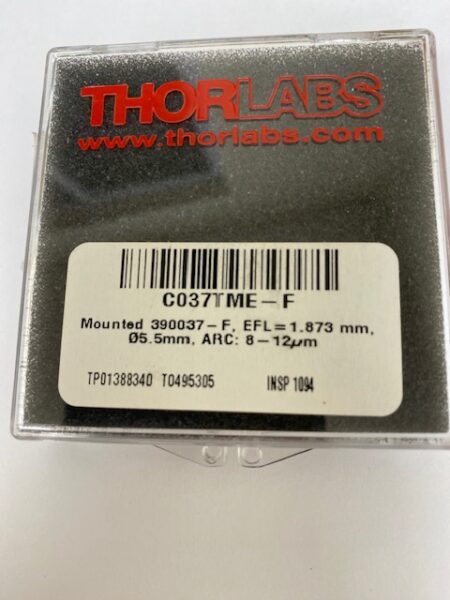 THORLABS
www.thorlabs.com
C037TME-F
Mounted 390037-F, EFL=1.873 mm,
Ø5.5mm, ARC: 8-12µm
TP01388340 T0495305 INSP 1094